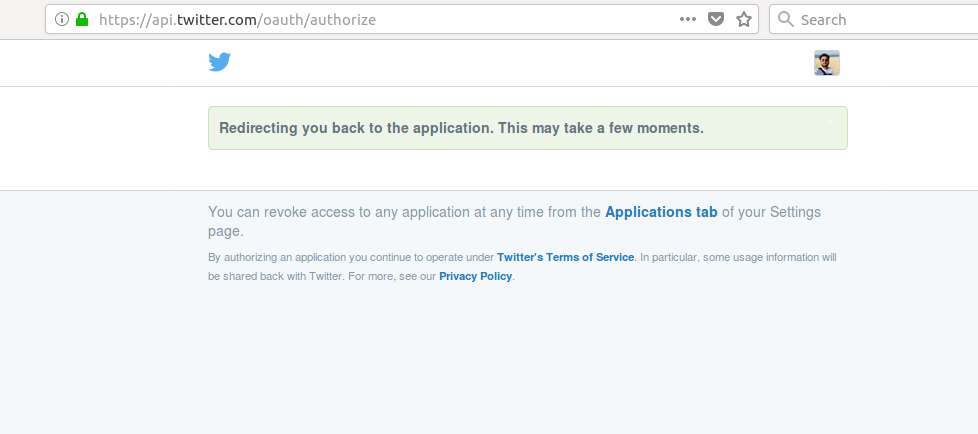 https://api.twitter.com/oauth/authorize
Search
Redirecting you back to the application. This may take a few moments.
You can revoke access to any application at any time from the Applications tab of your Settings
page.
By authorizing an application you continue to operate under Twitter's Terms of Service. In particular, some usage information will
be shared back with Twitter. For more, see our Privacy Policy.